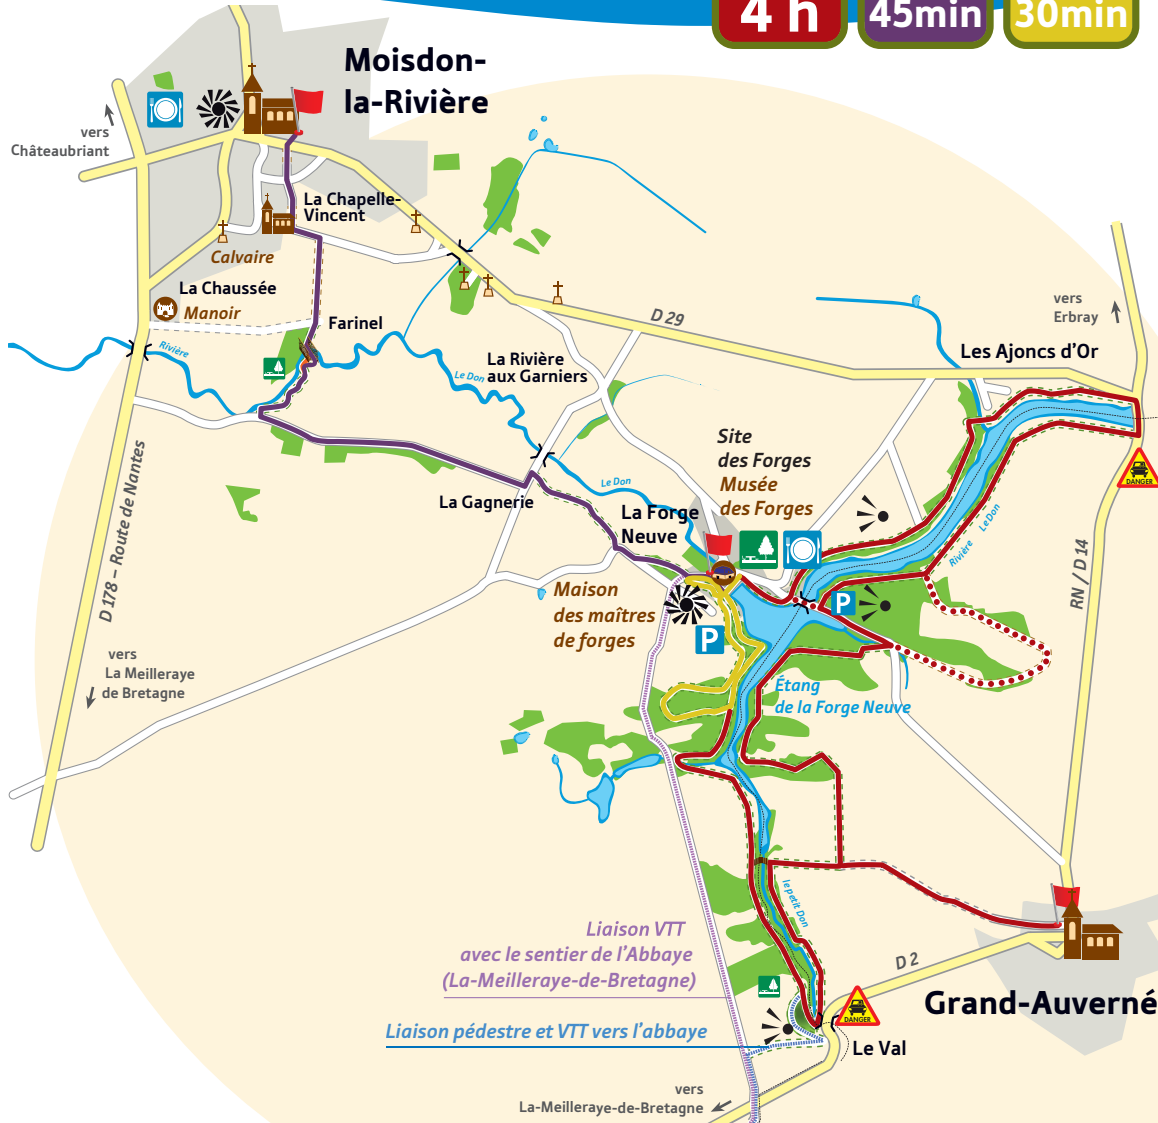 4 h
45min
30min
Moisdon-
la-Rivière
vers
Châteaubriant
La Chapelle-
Vincent
Calvaire
La Chaussée
Manoir
Farinel
Rivière
Le Don
La Rivière
aux Garniers
D 29
vers
Erbray
Les Ajoncs d'Or
DANGER
Site
des Forges
Musée
des Forges
D 178 – Route de Nantes
La Gagnerie
Le Don
La Forge
Neuve
Rivière
Le Don
RN / D 14
Maison
des maîtres
de forges
P
P
vers
La Meilleraye
de Bretagne
Étang
de la Forge Neuve
le petit Don
Liaison VTT
avec le sentier de l'Abbaye
(La-Meilleraye-de-Bretagne)
D 2
Grand-Auverné
DANGER
Liaison pédestre et VTT vers l'abbaye
Le Val
vers
La-Meilleraye-de-Bretagne